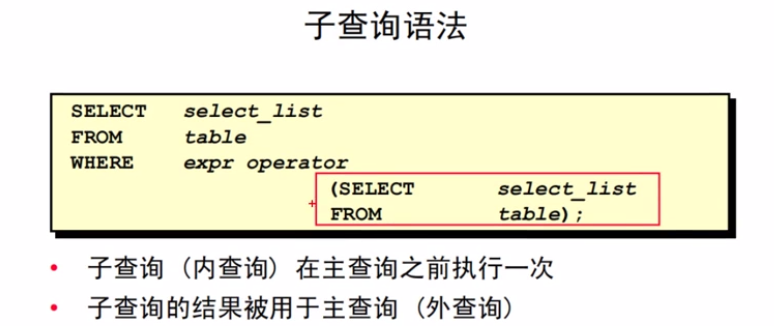 子查询语法
SELECT select_list
FROM table
WHERE expr operator
(SELECT select_list
FROM table);
• 子查询（内查询）在主查询之前执行一次
• 子查询的结果被用于主查询（外查询）